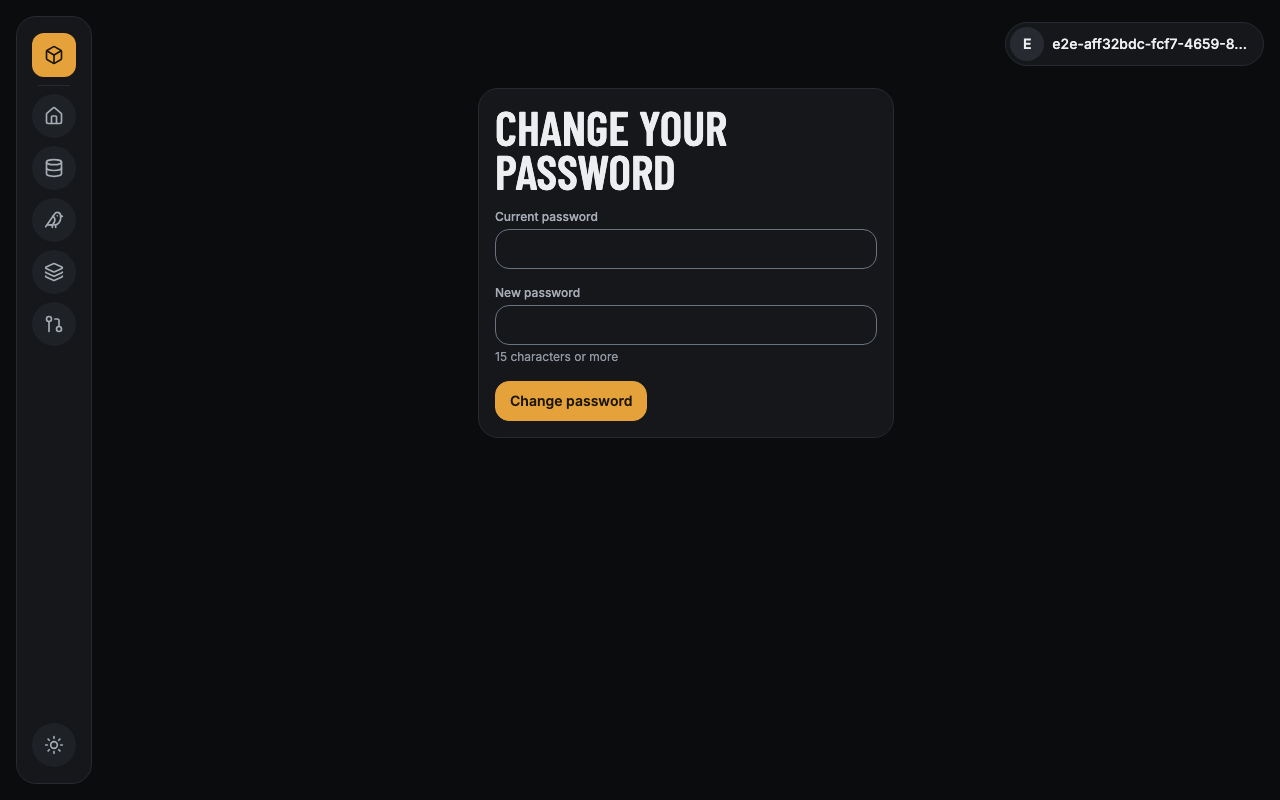 E e2e-aff32bdc-fcf7-4659-8...
CHANGE YOUR
PASSWORD
Current password
New password
15 characters or more
Change password